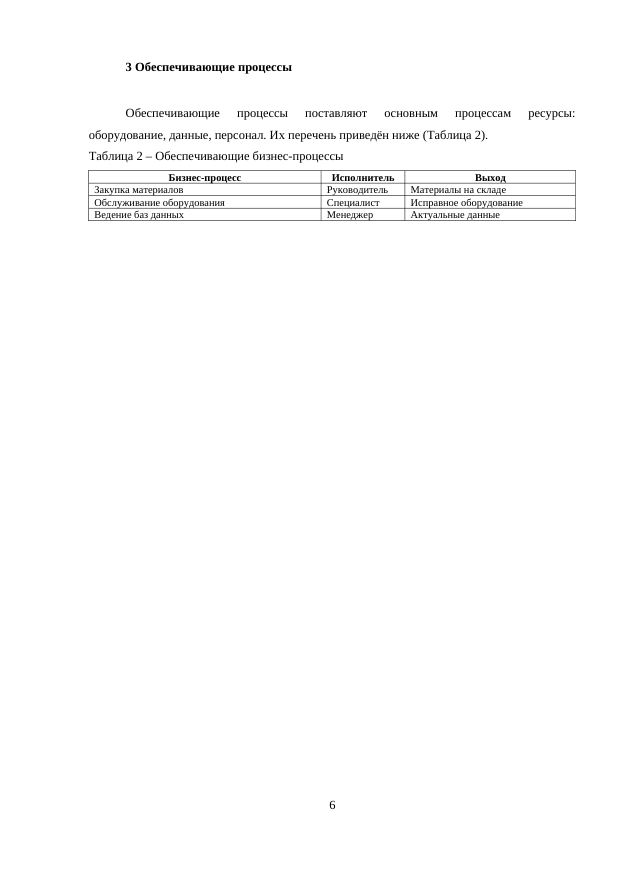 3 Обеспечивающие процессы
Обеспечивающие процессы поставляют основным процессам ресурсы:
оборудование, данные, персонал. Их перечень приведён ниже (Таблица 2).
Таблица 2 – Обеспечивающие бизнес-процессы
Бизнес-процесс Исполнитель Выход
Закупка материалов Руководитель Материалы на складе
Обслуживание оборудования Специалист Исправное оборудование
Ведение баз данных Менеджер Актуальные данные
6